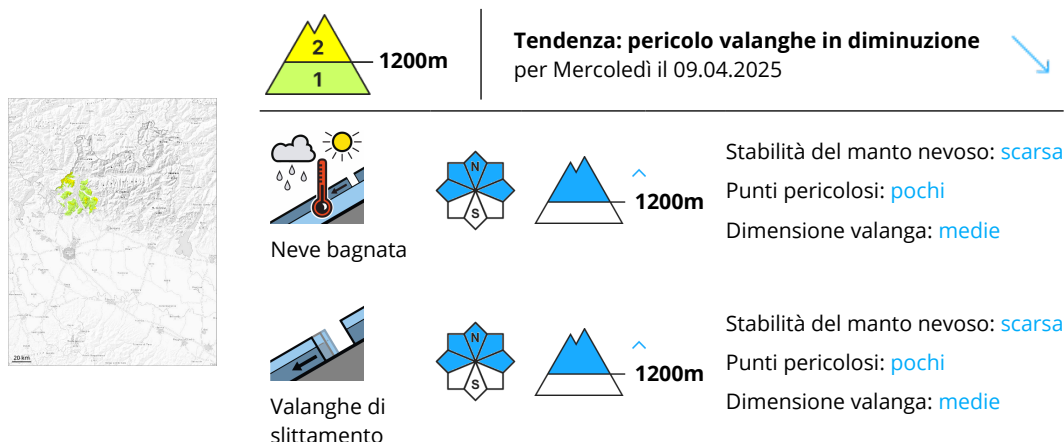 2
1
1200m
Tendenza: pericolo valanghe in diminuzione
per Mercoledì il 09.04.2025
20 km
Neve bagnata
N
S
1200m
Stabilità del manto nevoso: scarsa
Punti pericolosi: pochi
Dimensione valanga: medie
Valanghe di
slittamento
N
S
1200m
Stabilità del manto nevoso: scarsa
Punti pericolosi: pochi
Dimensione valanga: medie